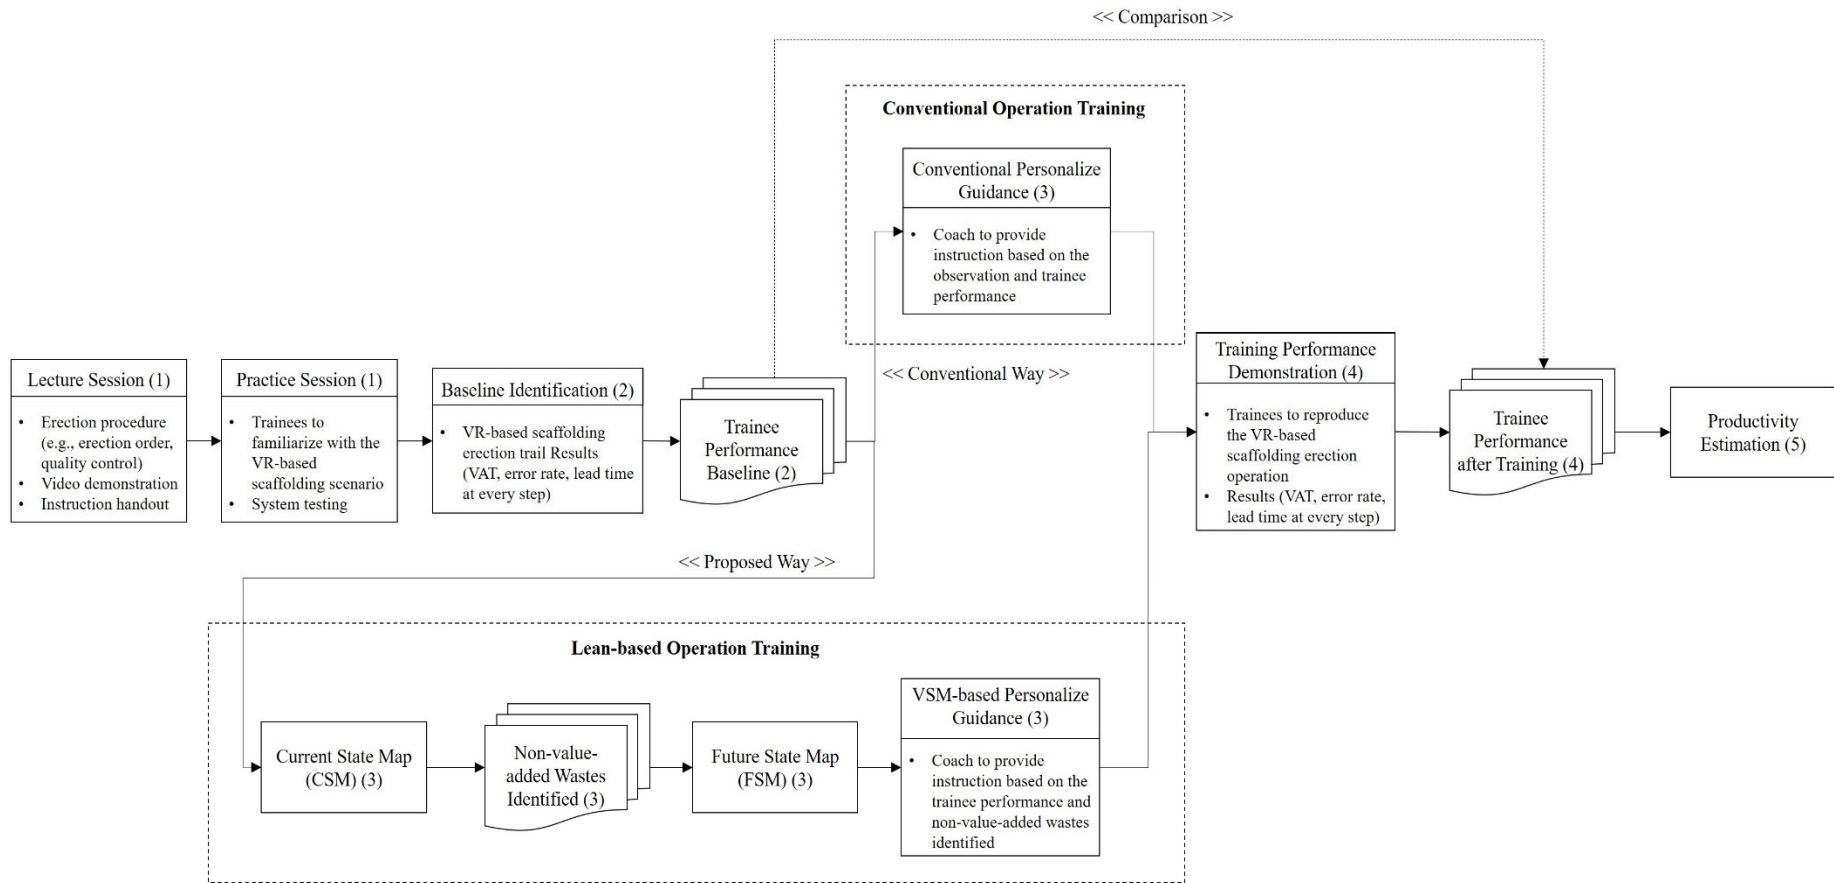 << Comparison >>
Conventional Operation Training
Conventional Personalize
Guidance (3)
• Coach to provide
instruction based on the
observation and trainee
performance
<< Conventional Way >>
Lecture Session (1)
• Erection procedure
(e.g., erection order,
quality control)
• Video demonstration
• Instruction handout
Practice Session (1)
• Trainees to
familiarize with the
VR-based
scaffolding scenario
• System testing
Baseline Identification (2)
• VR-based scaffolding
erection trail Results
(VAT, error rate, lead time
at every step)
Trainee
Performance
Baseline (2)
Training Performance
Demonstration (4)
• Trainees to reproduce
the VR-based
scaffolding erection
operation
• Results (VAT, error rate,
lead time at every step)
Trainee
Performance
after Training (4)
Productivity
Estimation (5)
<< Proposed Way >>
Lean-based Operation Training
Current State Map
(CSM) (3)
Non-value-
added Wastes
Identified (3)
Future State Map
(FSM) (3)
VSM-based Personalize
Guidance (3)
• Coach to provide
instruction based on the
trainee performance and
non-value-added wastes
identified